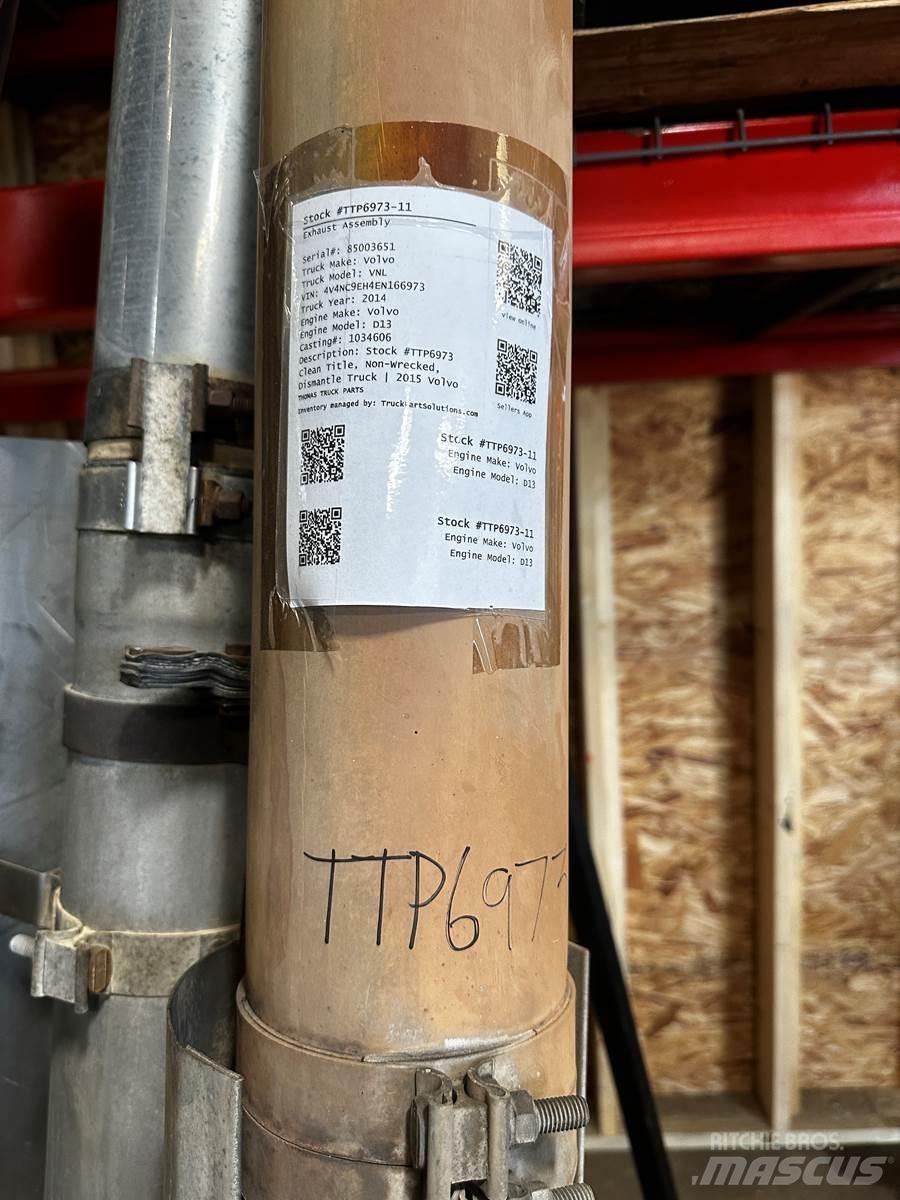 Stock #TTP6973-11
Exhaust Assembly
Serial#: 85003651
Truck Make: Volvo
Truck Model: VNL
VIN: 4V4NC9EH4EN166973
Truck Year: 2014
Engine Make: Volvo
Engine Model: D13
Casting#: 1034606
Description: Stock #TTP6973
Clean Title, Non-Wrecked,
Dismantle Truck | 2015 Volvo
THOMAS TRUCK PARTS
Inventory managed by: TruckPartSolutions.com
View online
Sellers App
Stock #TTP6973-11
Engine Make: Volvo
Engine Model: D13
Stock #TTP6973-11
Engine Make: Volvo
Engine Model: D13
TTP697
RITCHIE BROS.
MASCUS